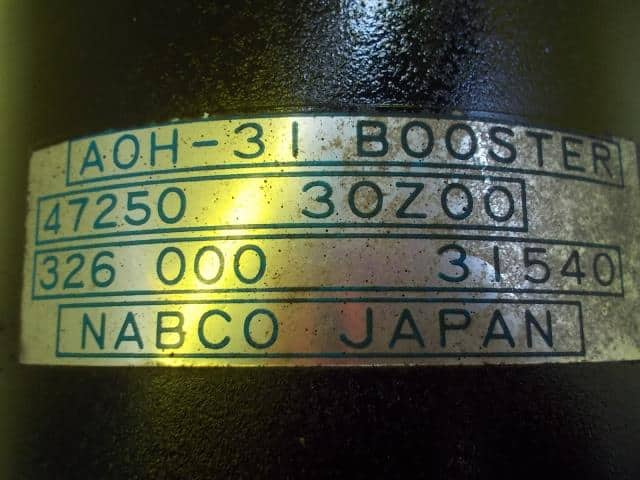 AOH-31 BOOSTER
47250 30Z00
326 000 31540
NABCO JAPAN